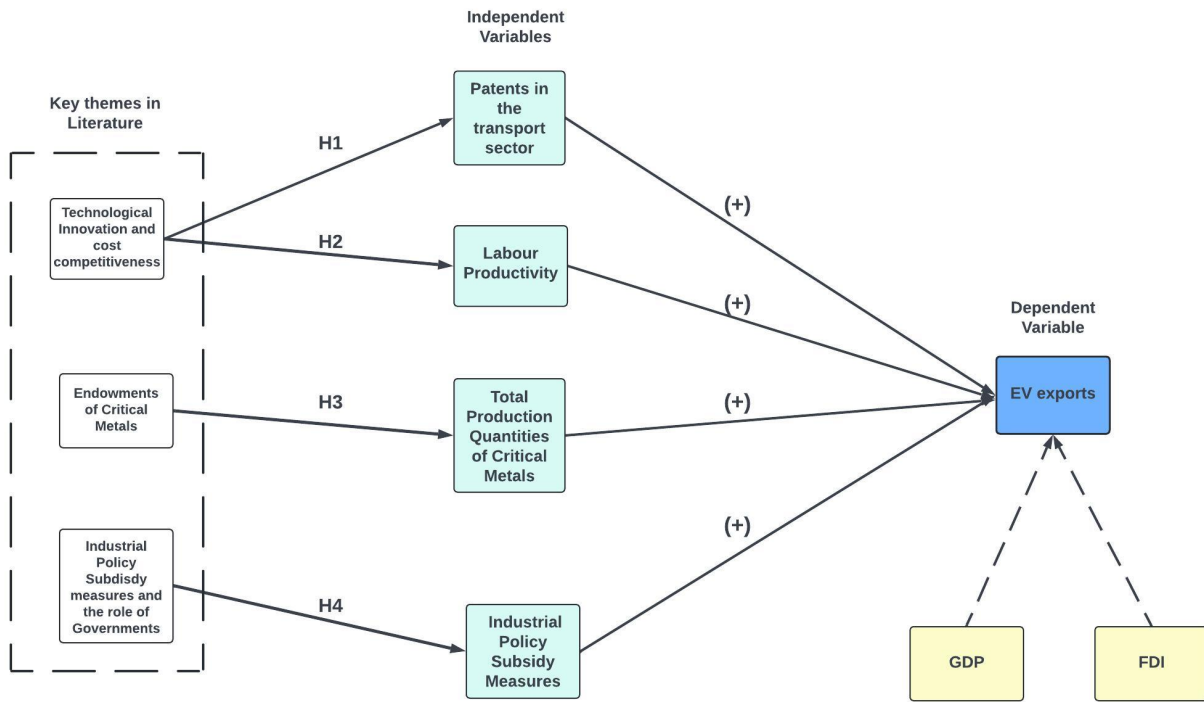 Independent
Variables
Key themes in
Literature
Patents in
the
transport
sector
H1
Technological
Innovation and
cost
competitiveness
(+)
H2
Labour
Productivity
(+)
Dependent
Variable
Endowments
of Critical
Metals
H3
Total
Production
Quantities
of Critical
Metals
(+)
EV exports
Industrial
Policy
Subdisdy
measures and
the role of
Governments
H4
Industrial
Policy
Subsidy
Measures
(+)
GDP
FDI